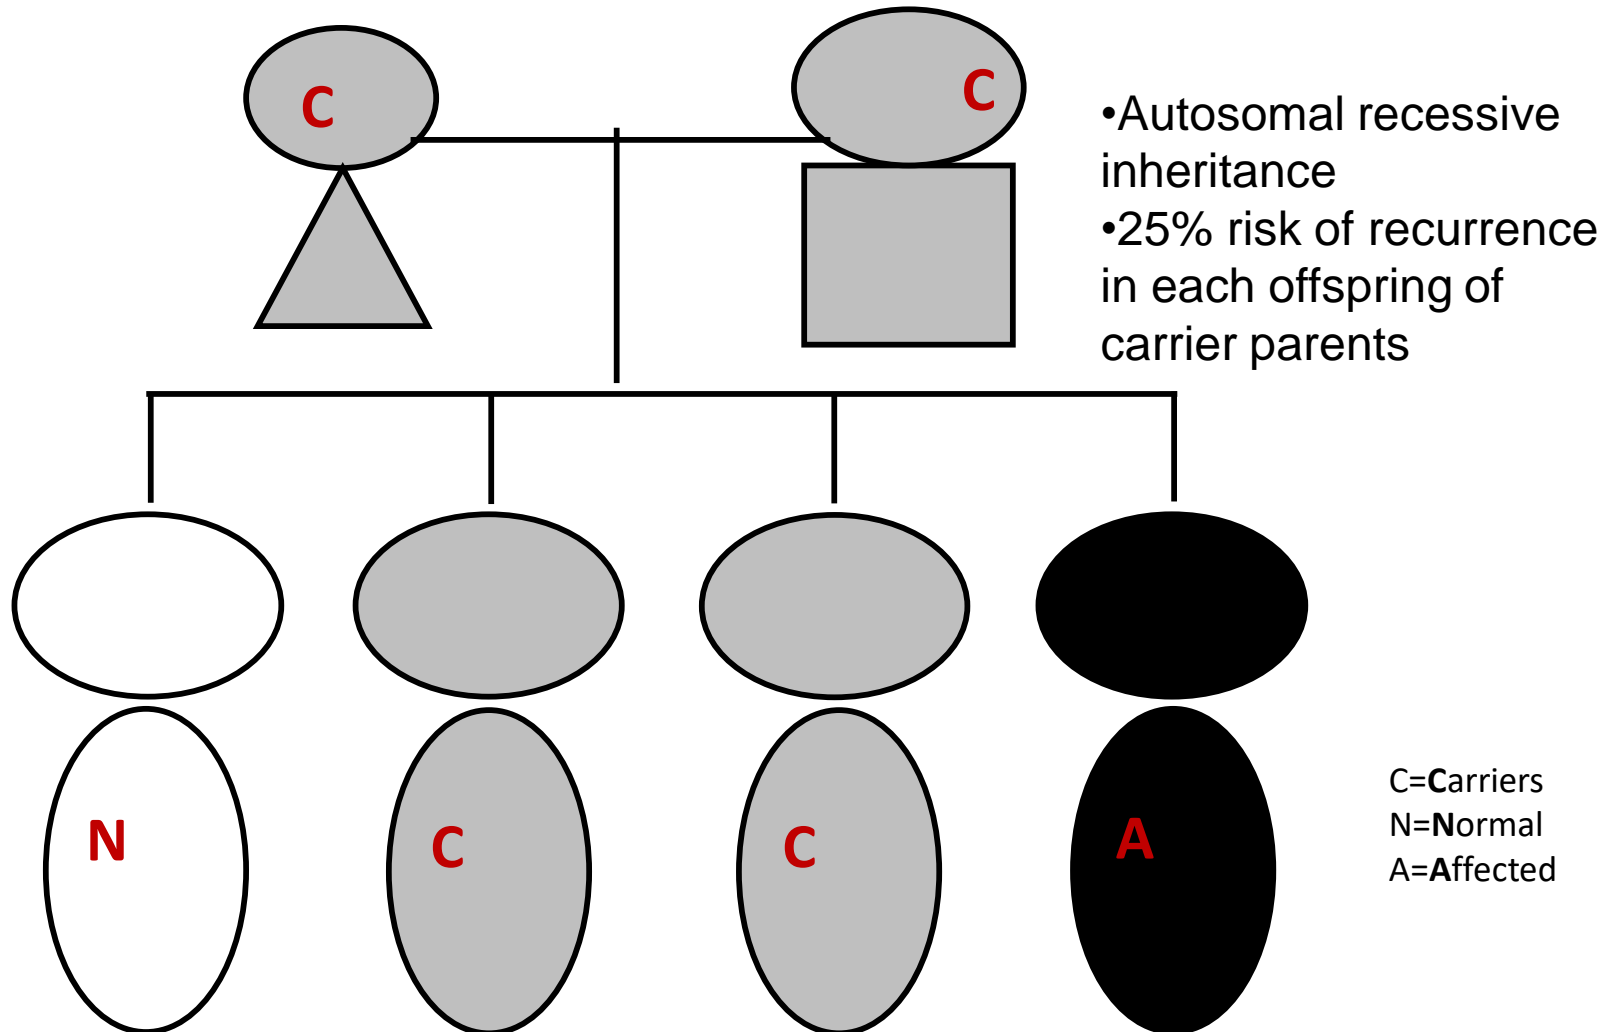 C
C
•Autosomal recessive
inheritance
•25% risk of recurrence
in each offspring of
carrier parents
N
C
C
A
C=Carriers
N=Normal
A=Affected